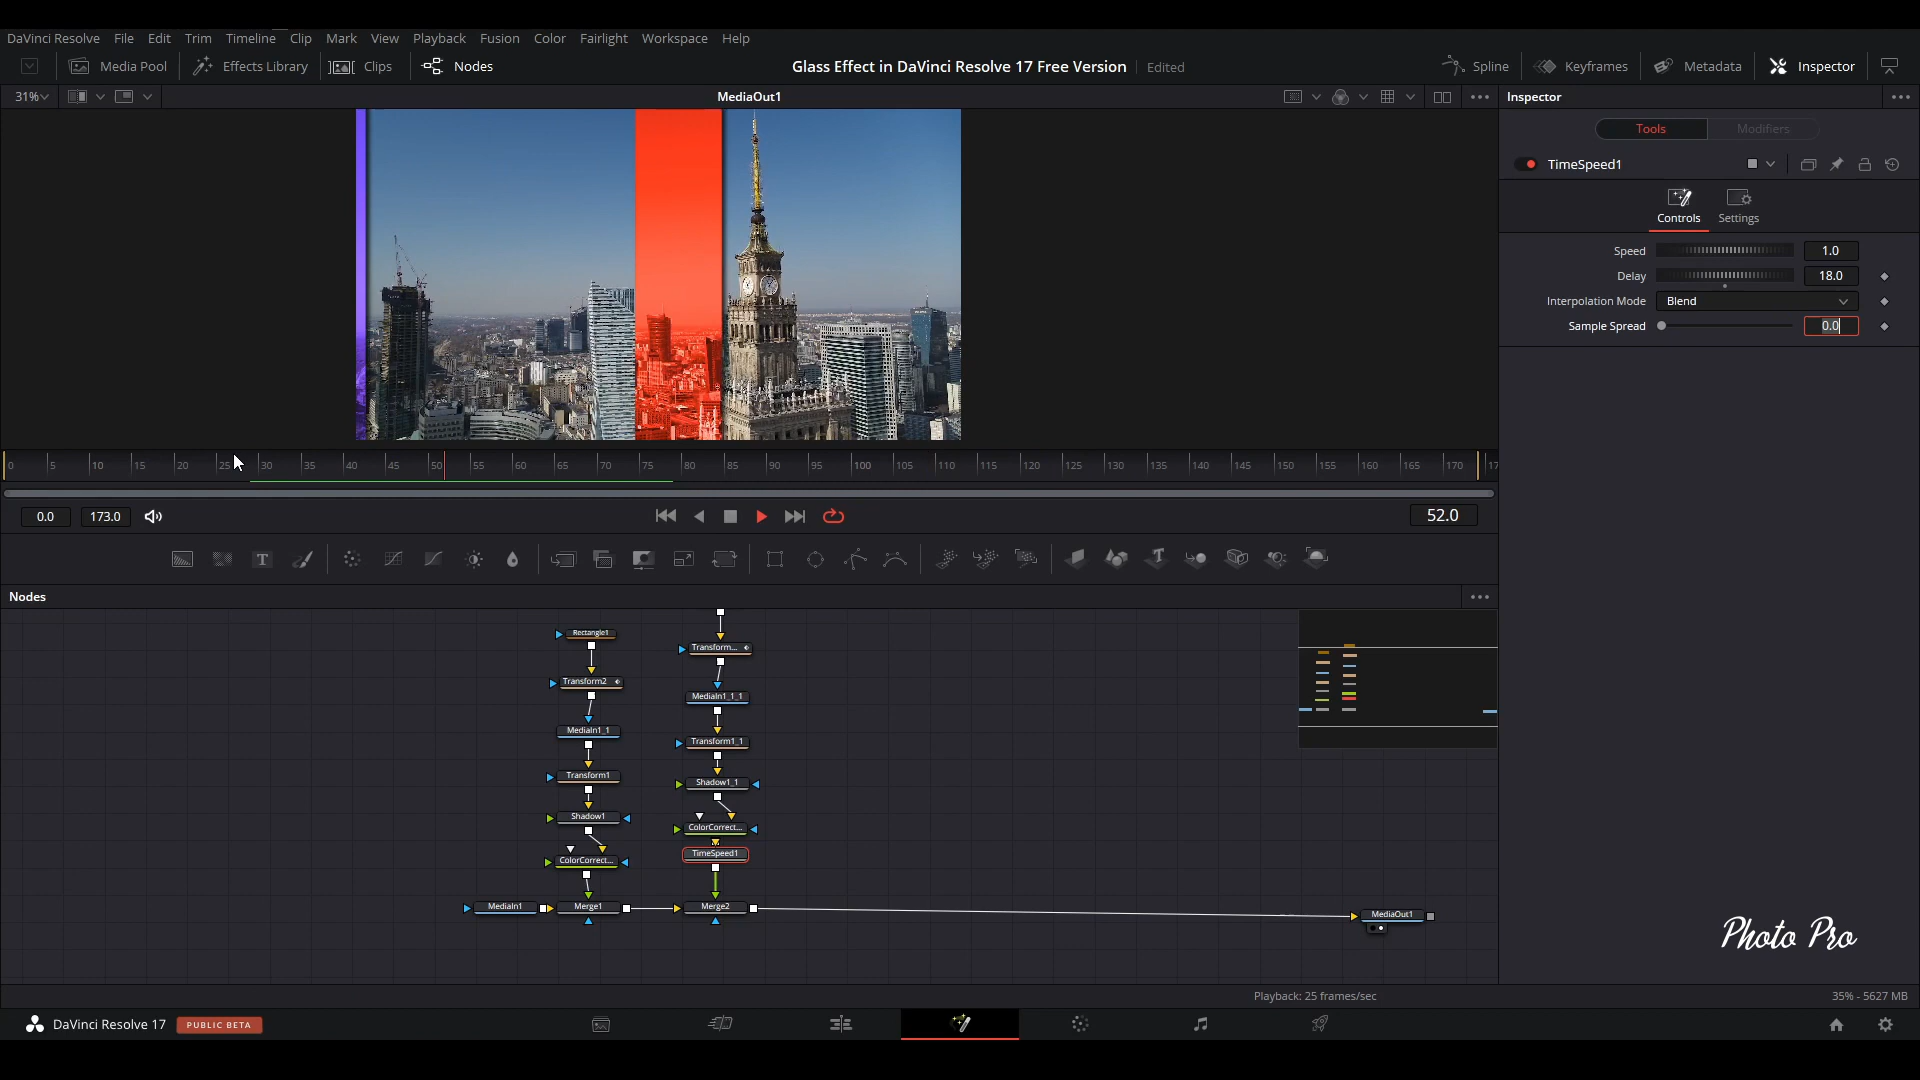 DaVinci Resolve File Edit Trim Timeline Clip Mark View Playback Fusion Color Fairlight Workspace Help
Media Pool Effects Library Clips Nodes Glass Effect in DaVinci Resolve 17 Free Version Edited Spline Keyframes Metadata Inspector
31% MediaOut1 Inspector
Tools Modifiers
TimeSpeed1
Controls Settings
Speed 1.0
Delay 18.0
Interpolation Mode Blend
Sample Spread 0.0
0 5 10 15 20 25 30 35 40 45 50 55 60 65 70 75 80 85 90 95 100 105 110 115 120 125 130 135 140 145 150 155 160 165 170 17
0.0 173.0 52.0
T T
Nodes
Rectangle1
Transform...
Transform2
MediaIn1_1_1
MediaIn1_1
Transform1_1
Transform1
Shadow1_1
Shadow1
ColorCorrect...
TimeSpeed1
ColorCorrect...
MediaIn1 Merge1 Merge2 MediaOut1
Photo Pro
Playback: 25 frames/sec 35% - 5627 MB
DaVinci Resolve 17 PUBLIC BETA